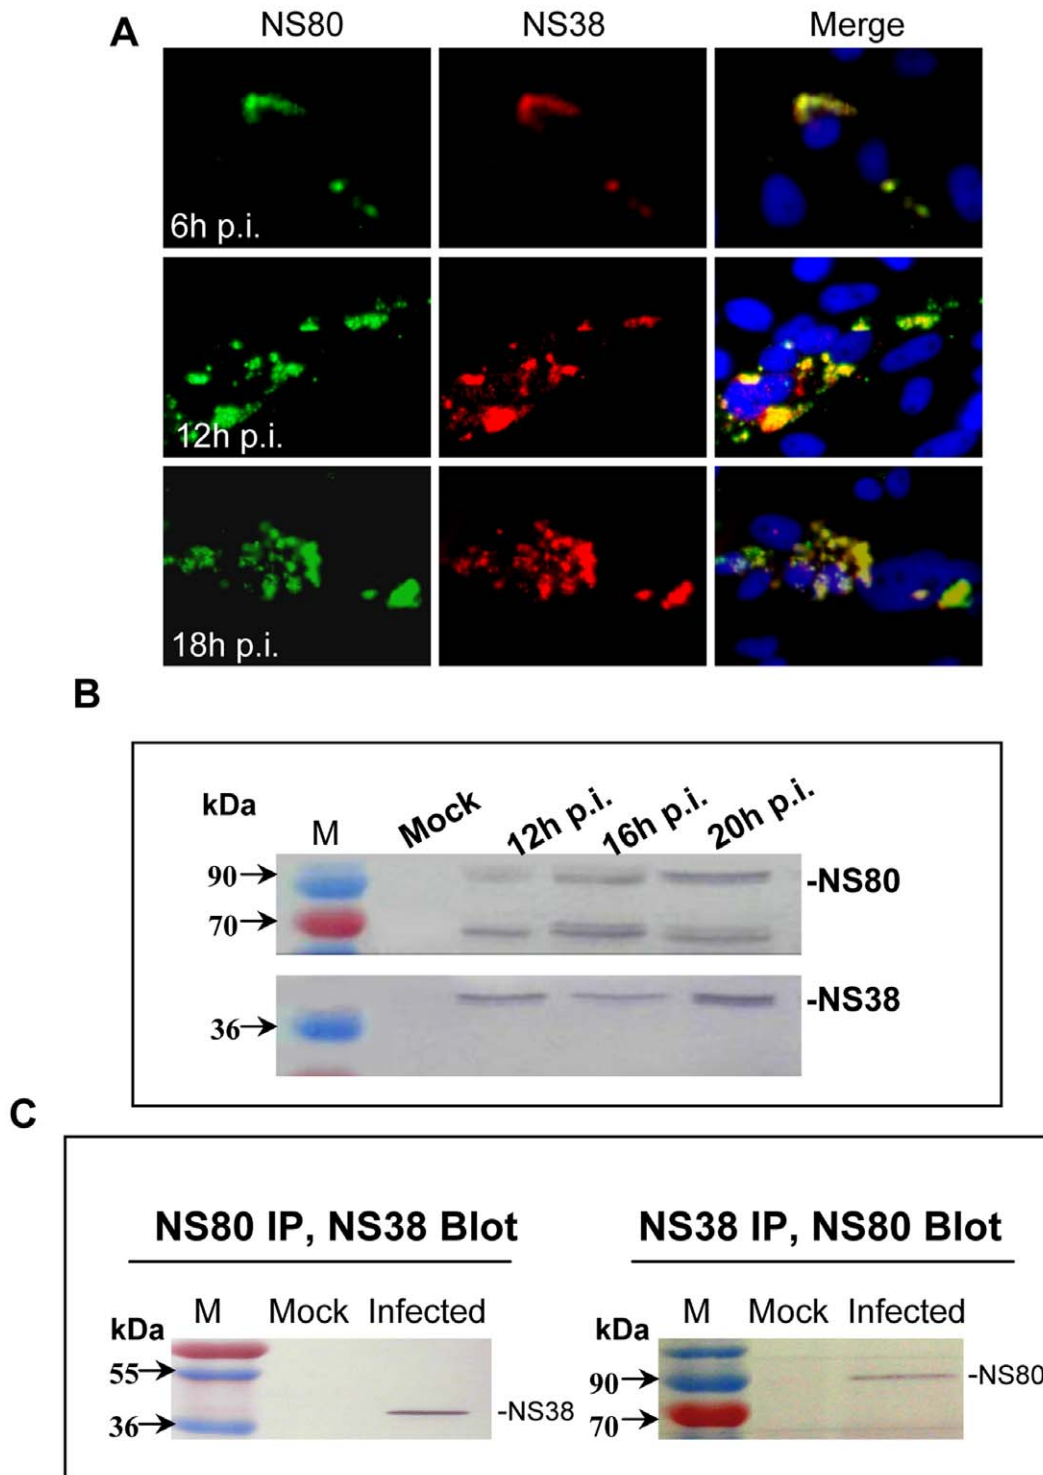 A
NS80 NS38 Merge
6h p.i.
12h p.i.
18h p.i.
B
kDa M Mock 12h p.i. 16h p.i. 20h p.i.
90 -NS80
70
-NS38
36
C
NS80 IP, NS38 Blot NS38 IP, NS80 Blot
kDa M Mock Infected kDa M Mock Infected
55 90 -NS80
36 -NS38 70